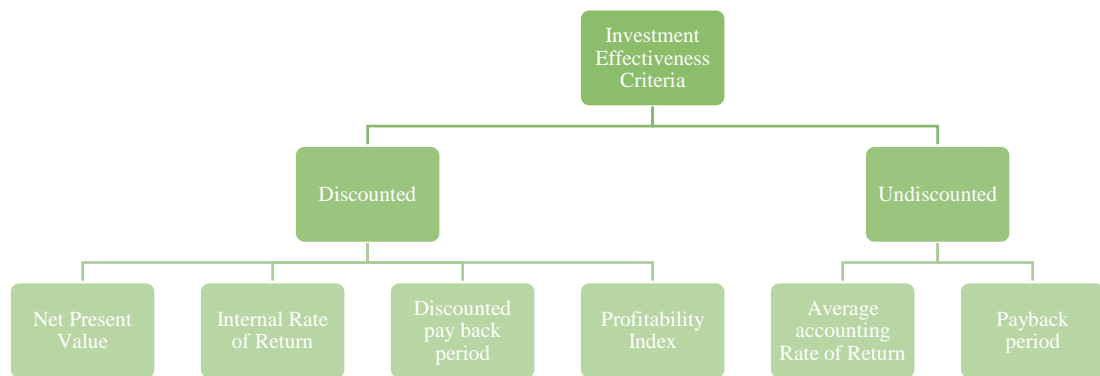 Investment
Effectiveness
Criteria
Discounted
Undiscounted
Net Present
Value
Internal Rate
of Return
Discounted
pay back
period
Profitability
Index
Average
accounting
Rate of Return
Payback
period